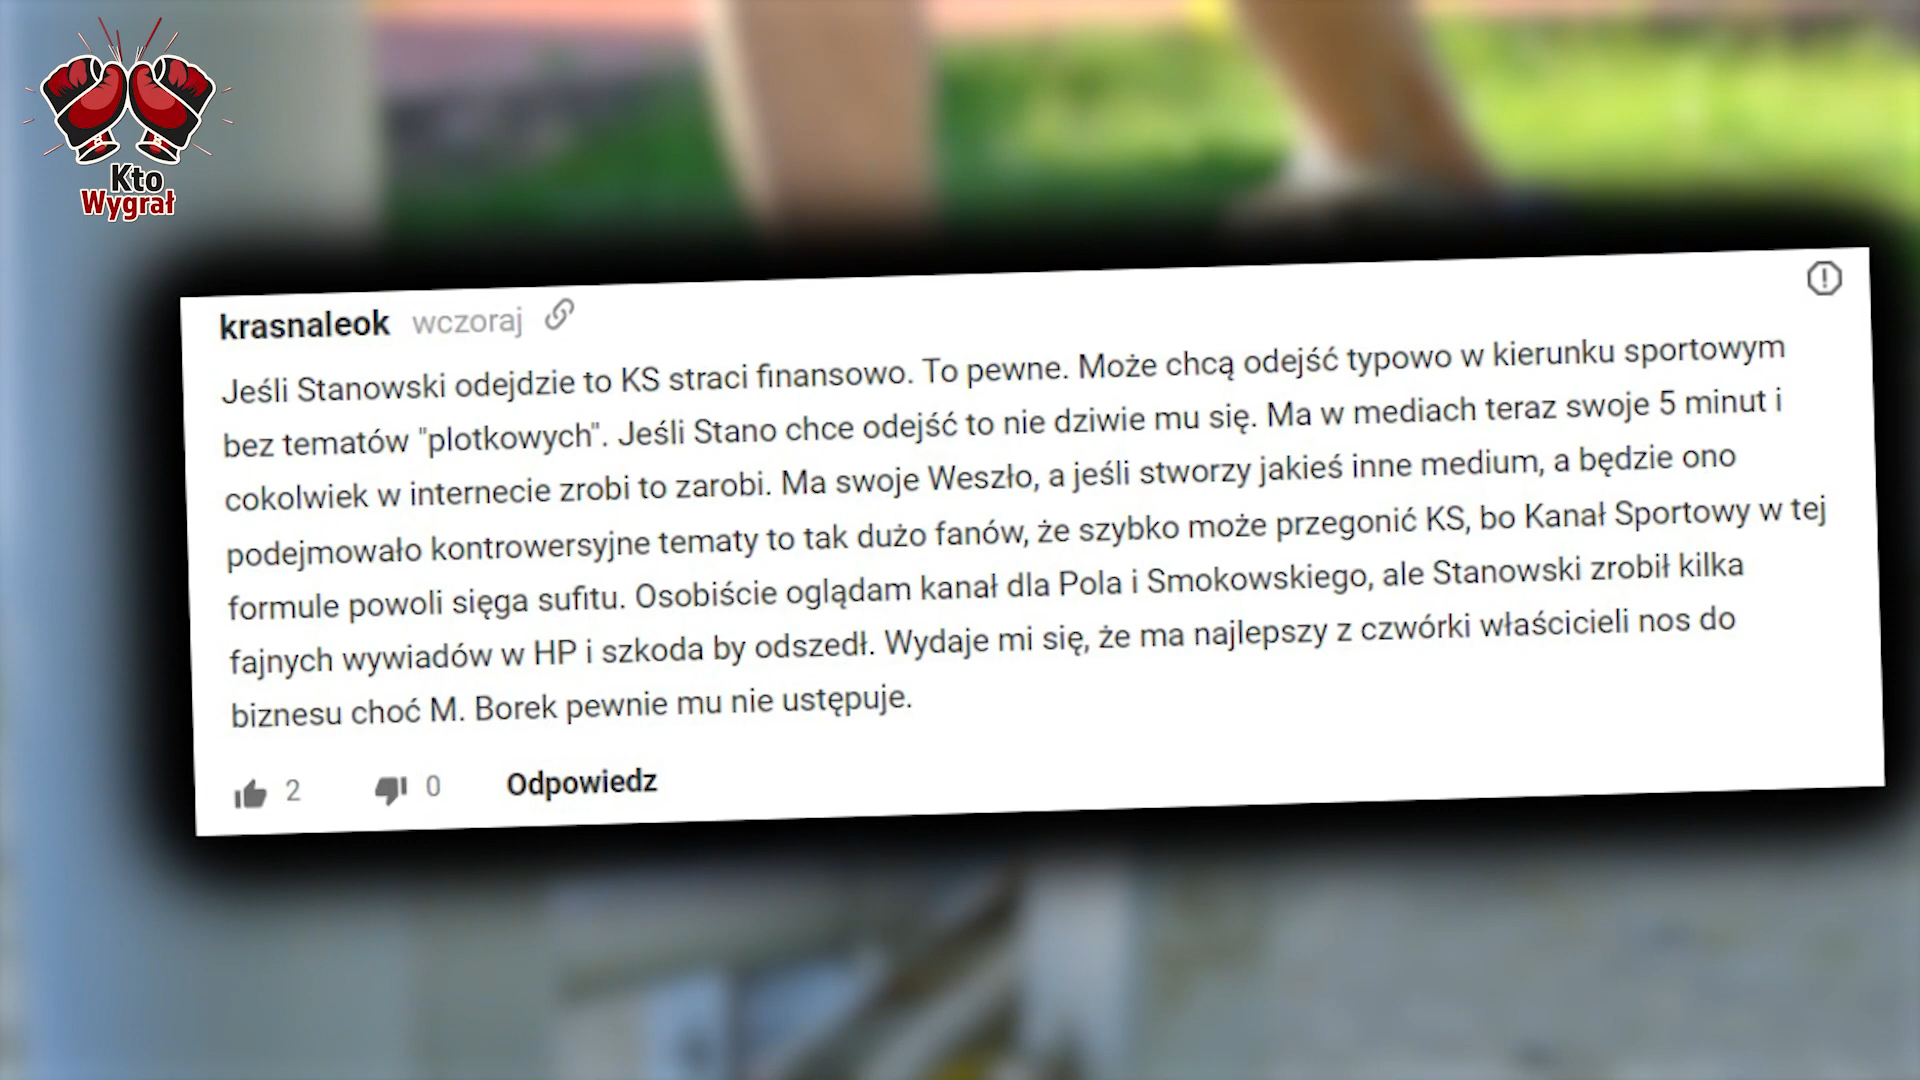 Kto
Wygrał
krasnaleok wczoraj
Jeśli Stanowski odejdzie to KS straci finansowo. To pewne. Może chcą odejść typowo w kierunku sportowym
bez tematów "plotkowych". Jeśli Stano chce odejść to nie dziwie mu się. Ma w mediach teraz swoje 5 minut i
cokolwiek w internecie zrobi to zarobi. Ma swoje Weszło, a jeśli stworzy jakieś inne medium, a będzie ono
podejmowało kontrowersyjne tematy to tak dużo fanów, że szybko może przegonić KS, bo Kanał Sportowy w tej
formule powoli sięga sufitu. Osobiście oglądam kanał dla Pola i Smokowskiego, ale Stanowski zrobił kilka
fajnych wywiadów w HP i szkoda by odszedł. Wydaje mi się, że ma najlepszy z czwórki właścicieli nos do
biznesu choć M. Borek pewnie mu nie ustępuje.
2 0 Odpowiedz